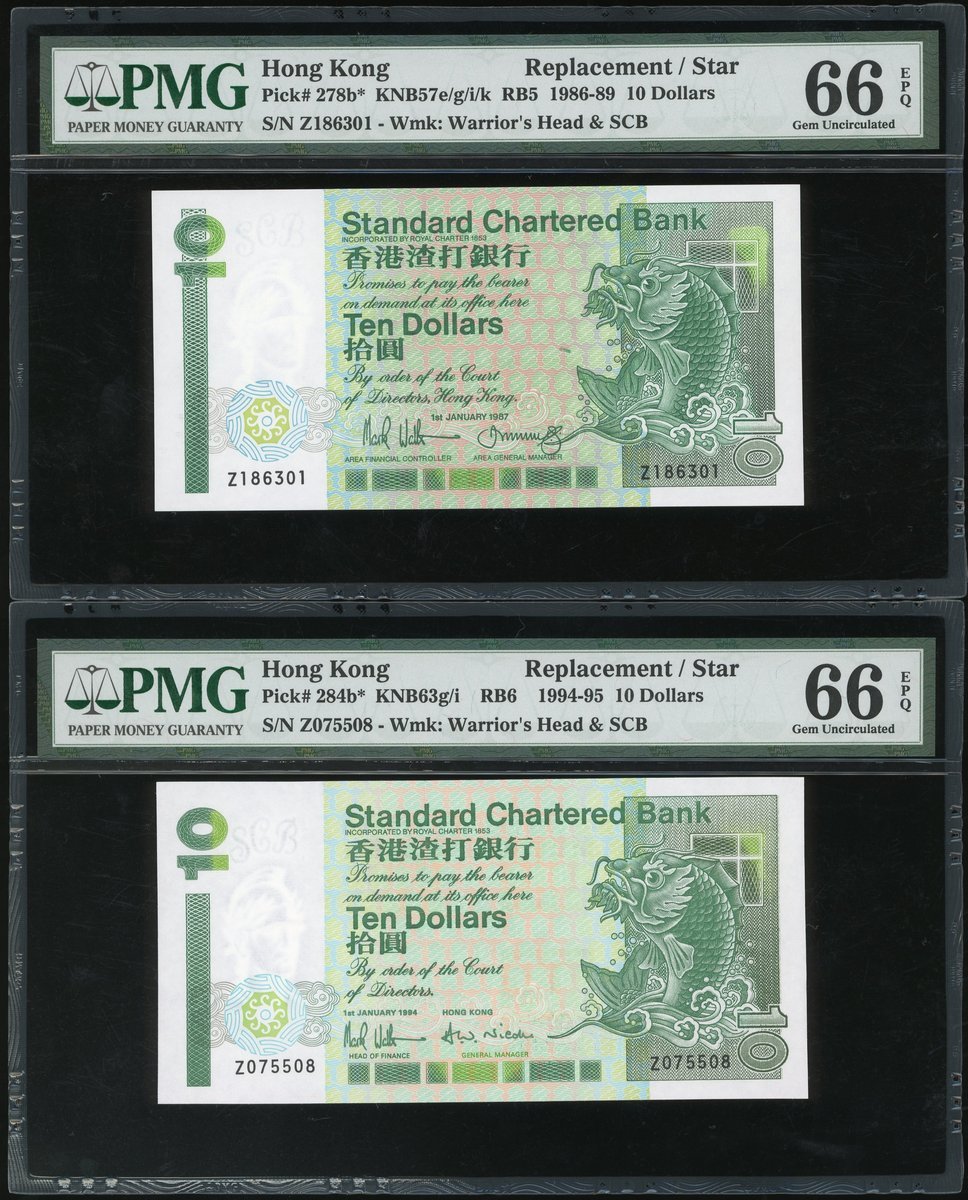 PMG
PAPER MONEY GUARANTY
Hong Kong Replacement / Star
Pick# 278b* KNB57e/g/i/k RB5 1986-89 10 Dollars
S/N Z186301 - Wmk: Warrior's Head & SCB
66 EPQ
Gem Uncirculated
10
SCB
Standard Chartered Bank
INCORPORATED BY ROYAL CHARTER 1853
香港渣打銀行
Promises to pay the bearer
on demand at its office here
Ten Dollars
拾圓
By order of the Court
of Directors, Hong Kong.
1st JANUARY 1987
AREA FINANCIAL CONTROLLER AREA GENERAL MANAGER
Z186301 Z186301
10
PMG
PAPER MONEY GUARANTY
Hong Kong Replacement / Star
Pick# 284b* KNB63g/i RB6 1994-95 10 Dollars
S/N Z075508 - Wmk: Warrior's Head & SCB
66 EPQ
Gem Uncirculated
10
SCB
Standard Chartered Bank
INCORPORATED BY ROYAL CHARTER 1853
香港渣打銀行
Promises to pay the bearer
on demand at its office here
Ten Dollars
拾圓
By order of the Court
of Directors.
1st JANUARY 1994 HONG KONG
HEAD OF FINANCE GENERAL MANAGER
Z075508 Z075508
10